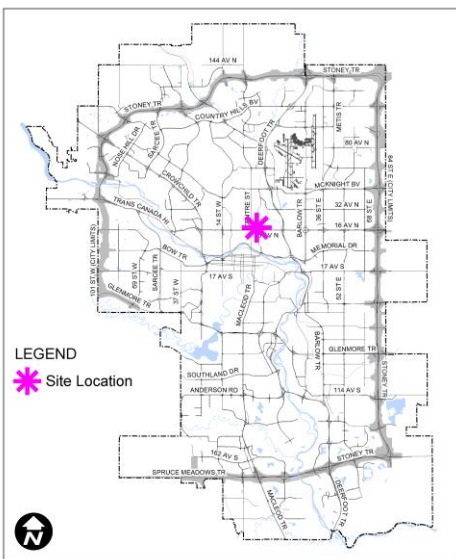 144 AV N
STONEY TR
STONEY TR
COUNTRY HILLS BV
NOSE HILL DR
SARCEE TR
DEERFOOT TR
METIS TR
80 AV N
CROWCHILD TR
MCKNIGHT BV
84 ST E (CITY LIMITS)
TRANS CANADA HI
14 ST W
CENTRE ST
BARLOW TR
36 ST E
32 AV N
68 ST E
16 AV N
AV N
101 ST W (CITY LIMITS)
BOW TR
MEMORIAL DR
69 ST W
SARCEE TR
37 ST W
17 AV S
17 AV S
GLENMORE TR
MACLEOD TR
52 ST E
BARLOW TR
GLENMORE TR
LEGEND
Site Location
SOUTHLAND DR
ANDERSON RD
114 AV S
STONEY TR
162 AV S
STONEY TR
SPRUCE MEADOWS TR
MACLEOD TR
DEERFOOT TR
N